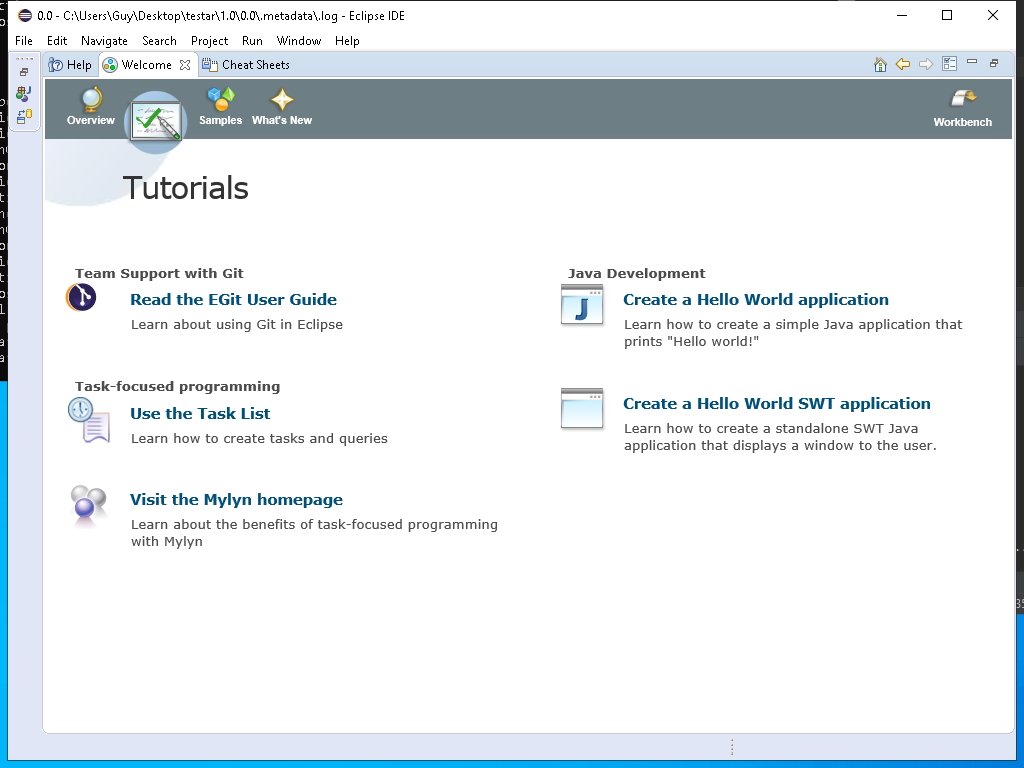 0.0 - C:\Users\Guy\Desktop\testar\1.0\0.0\.metadata\.log - Eclipse IDE
File Edit Navigate Search Project Run Window Help
Help Welcome Cheat Sheets
Overview Samples What's New Workbench
Tutorials
Team Support with Git
Read the EGit User Guide
Learn about using Git in Eclipse
Task-focused programming
Use the Task List
Learn how to create tasks and queries
Visit the Mylyn homepage
Learn about the benefits of task-focused programming
with Mylyn
Java Development
Create a Hello World application
Learn how to create a simple Java application that
prints "Hello world!"
Create a Hello World SWT application
Learn how to create a standalone SWT Java
application that displays a window to the user.